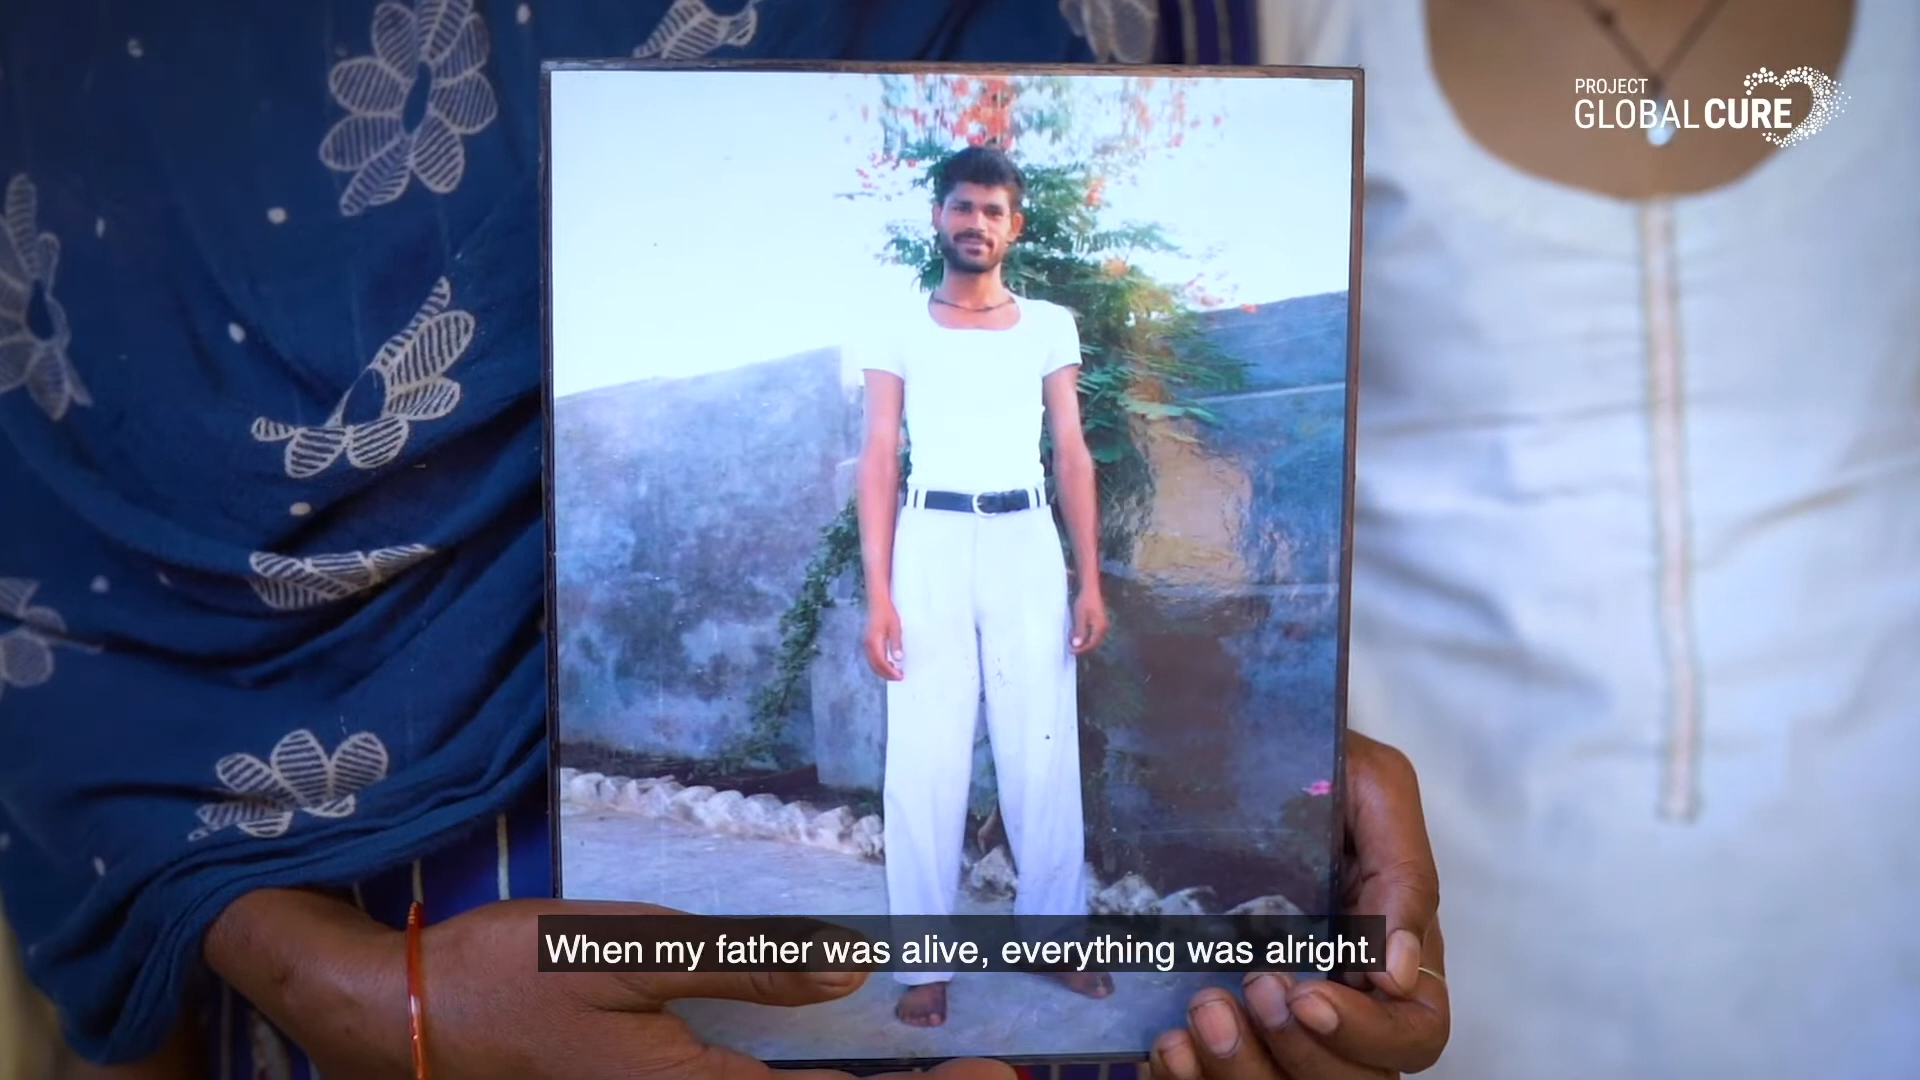 PROJECT
GLOBAL CURE
When my father was alive, everything was alright.